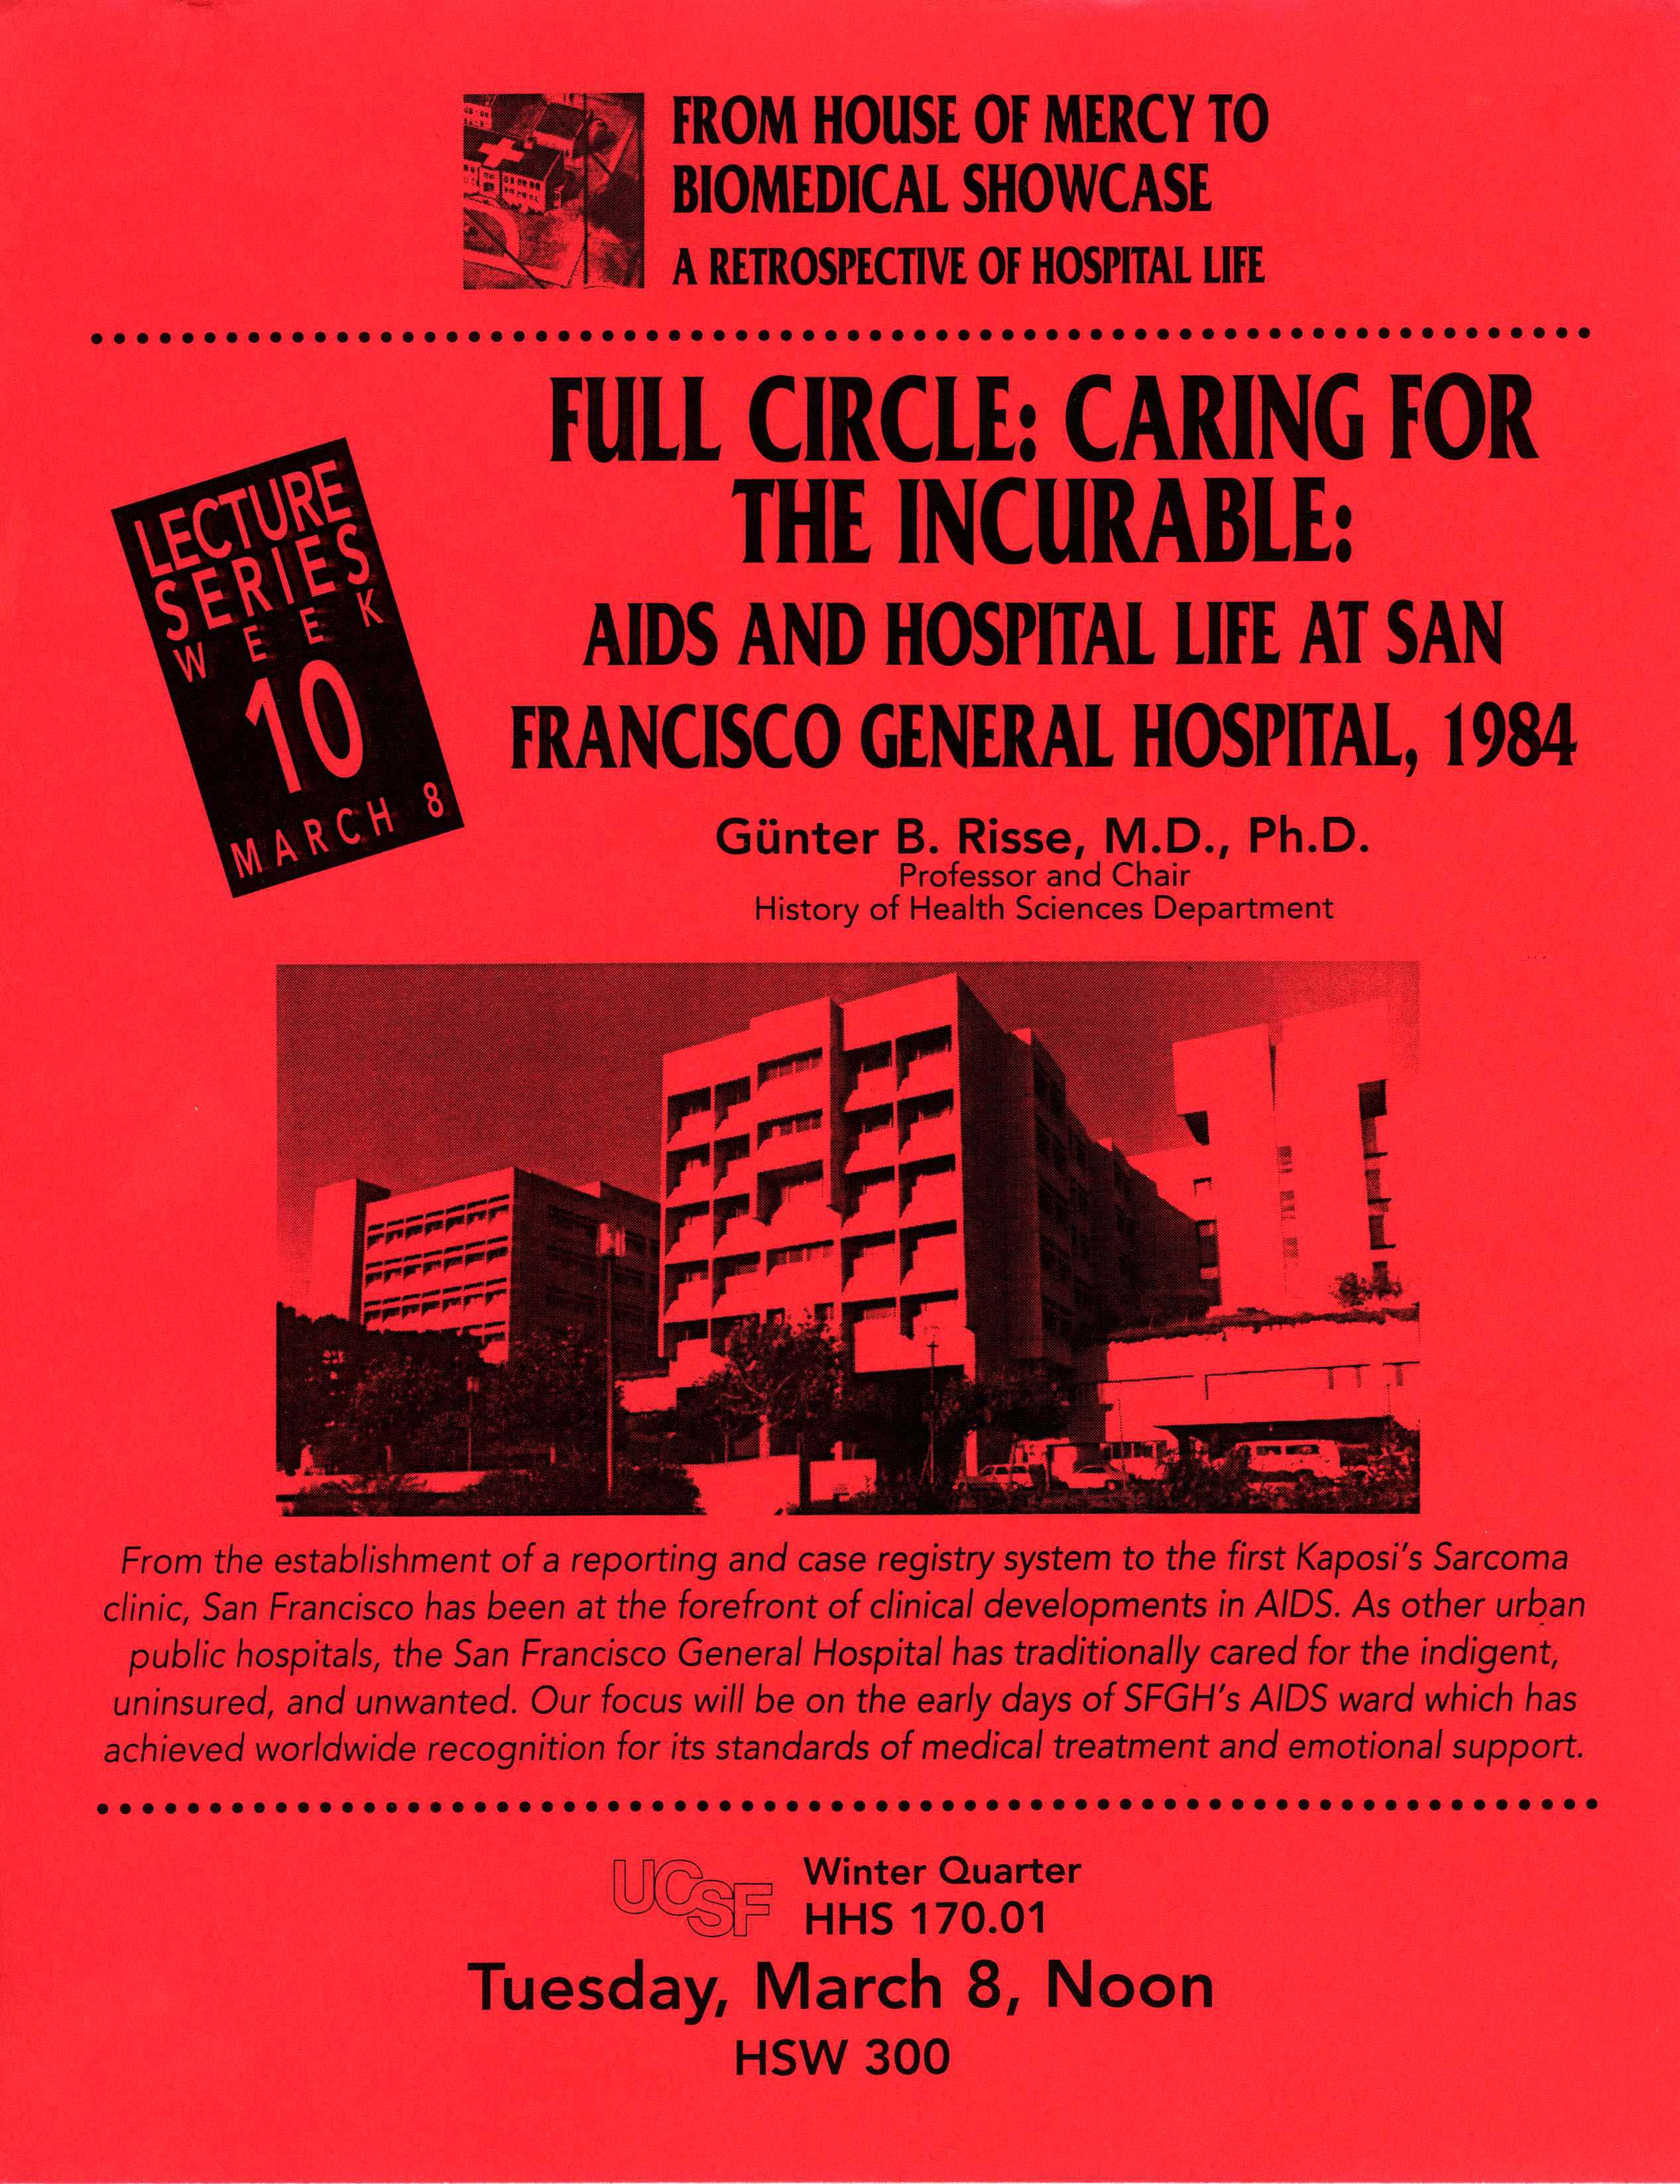 FROM HOUSE OF MERCY TO
BIOMEDICAL SHOWCASE
A RETROSPECTIVE OF HOSPITAL LIFE
LECTURE
SERIES
WEEK
10
MARCH 8
FULL CIRCLE: CARING FOR
THE INCURABLE:
AIDS AND HOSPITAL LIFE AT SAN
FRANCISCO GENERAL HOSPITAL, 1984
Günter B. Risse, M.D., Ph.D.
Professor and Chair
History of Health Sciences Department
From the establishment of a reporting and case registry system to the first Kaposi's Sarcoma
clinic, San Francisco has been at the forefront of clinical developments in AIDS. As other urban
public hospitals, the San Francisco General Hospital has traditionally cared for the indigent,
uninsured, and unwanted. Our focus will be on the early days of SFGH's AIDS ward which has
achieved worldwide recognition for its standards of medical treatment and emotional support.
UCSF
Winter Quarter
HHS 170.01
Tuesday, March 8, Noon
HSW 300